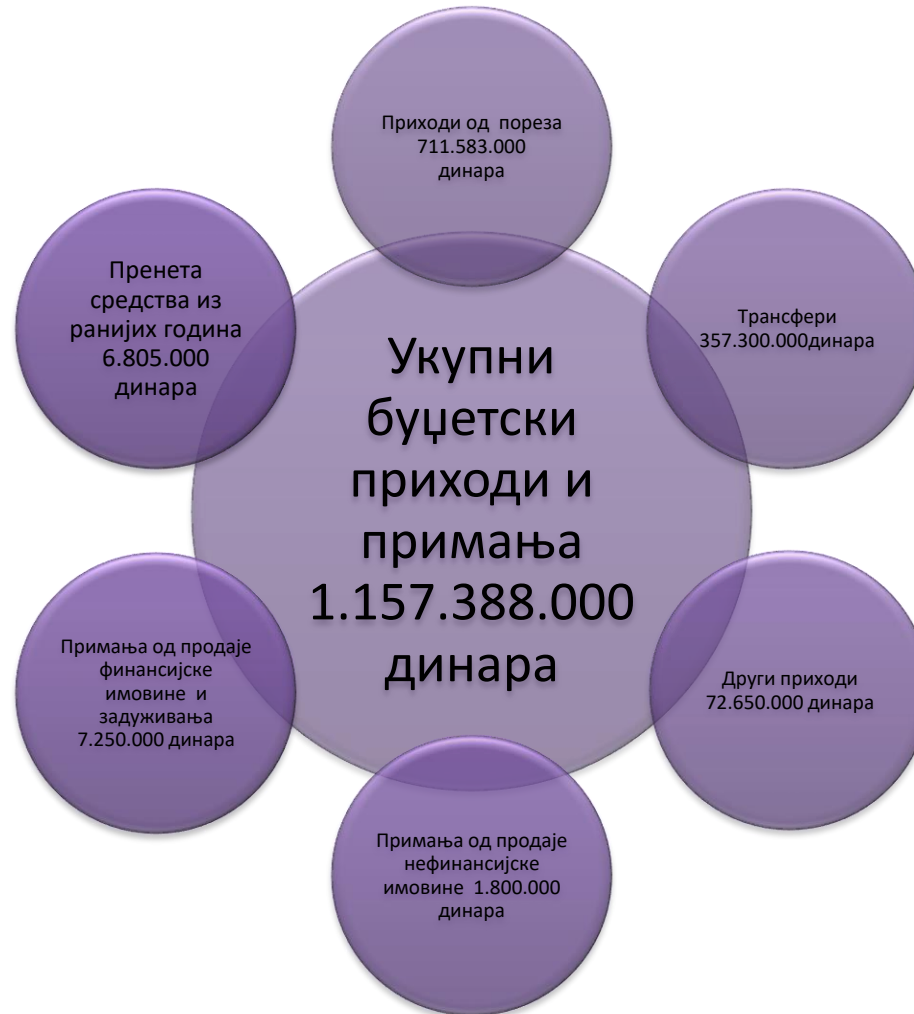 Приходи од  пореза
711.583.000
динара
Трансфери
357.300.000динара
Други приходи
72.650.000 динара
Примања од продаје
нефинансијске
имовине  1.800.000
динара
Примања од продаје
финансијске
имовине  и
задуживања
7.250.000 динара
Пренета
средства из
ранијих година
6.805.000
динара
Укупни
буџетски
приходи и
примања
1.157.388.000
динара